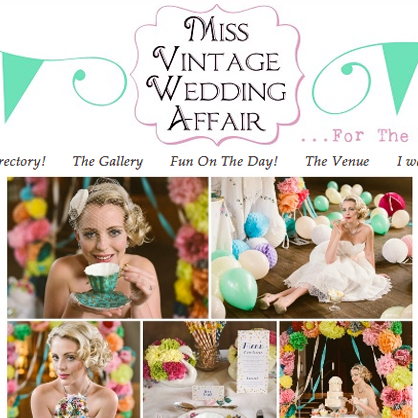 Miss
Vintage
Wedding
Affair
...For The
rectory!
The Gallery
Fun On The Day!
The Venue
I w